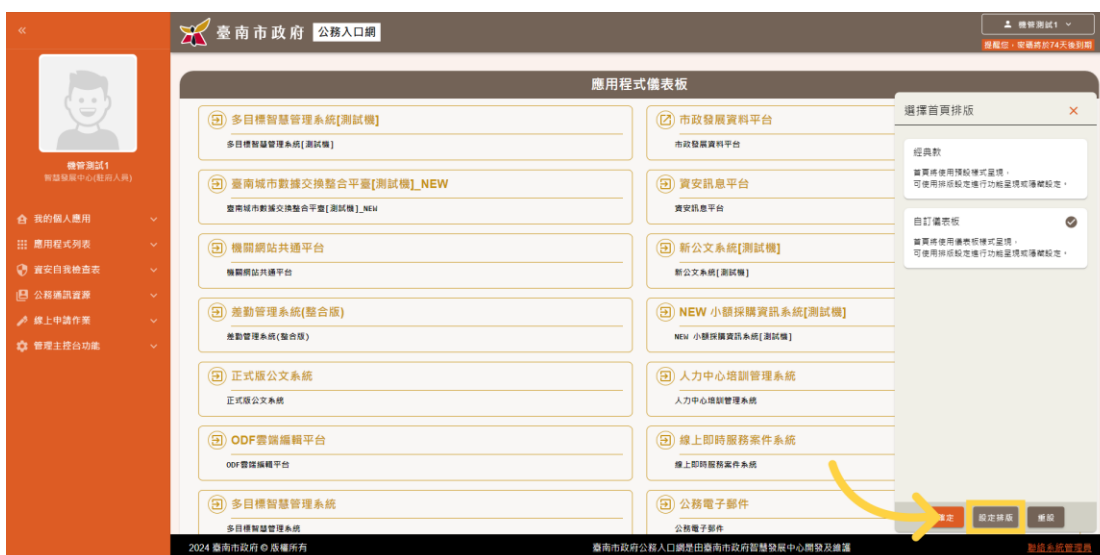 臺南市政府 公務入口網
機管測試1
提醒您，密碼將於74天後到期
機管測試1
智慧發展中心(駐府人員)
我的個人應用
應用程式列表
資安自我檢查表
公務通訊資源
線上申請作業
管理主控台功能
應用程式儀表板
多目標智慧管理系統[測試機]
多目標智慧管理系統[測試機]
市政發展資料平台
市政發展資料平台
臺南城市數據交換整合平臺[測試機]_NEW
臺南城市數據交換整合平臺[測試機]_NEW
資安訊息平台
資安訊息平台
機關網站共通平台
機關網站共通平台
新公文系統[測試機]
新公文系統[測試機]
差勤管理系統(整合版)
差勤管理系統(整合版)
NEW 小額採購資訊系統[測試機]
NEW 小額採購資訊系統[測試機]
正式版公文系統
正式版公文系統
人力中心培訓管理系統
人力中心培訓管理系統
ODF雲端編輯平台
ODF雲端編輯平台
線上即時服務案件系統
線上即時服務案件系統
多目標智慧管理系統
多目標智慧管理系統
公務電子郵件
公務電子郵件
選擇首頁排版
經典款
首頁將使用預設樣式呈現，
可使用排版設定進行功能呈現或隱藏設定。
自訂儀表板
首頁將使用儀表板樣式呈現，
可使用排版設定進行功能呈現或隱藏設定。
定
設定排版
重設
2024 臺南市政府 © 版權所有
臺南市政府公務入口網是由臺南市政府智慧發展中心開發及維護
聯絡系統管理員